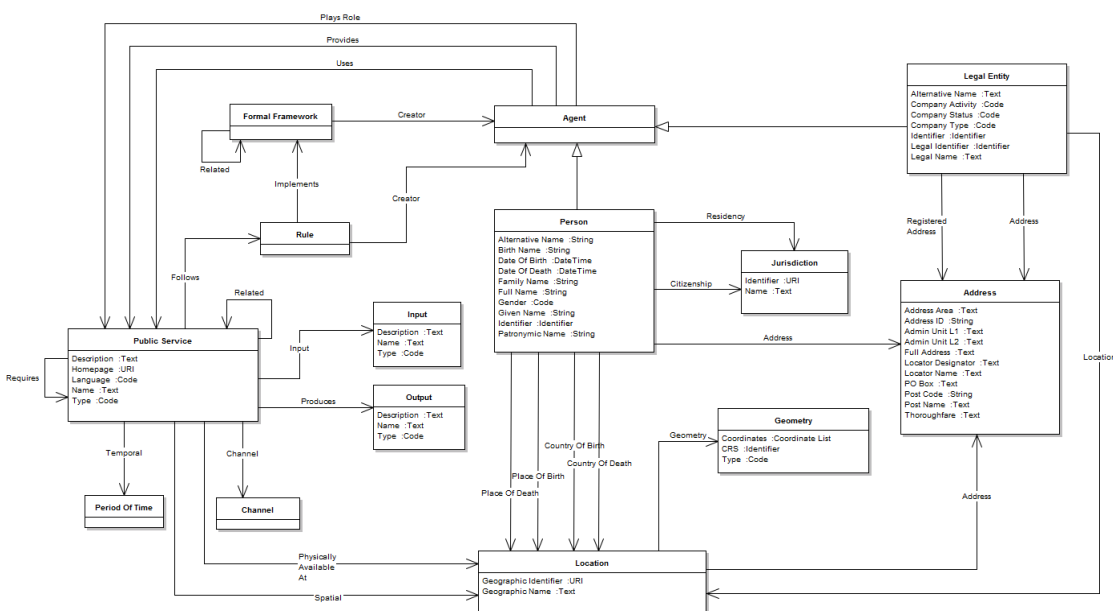 Plays Role
Provides
Uses
Legal Entity
Alternative Name :Text
Company Activity :Code
Company Status :Code
Company Type :Code
Identifier :Identifier
Legal Identifier :Identifier
Legal Name :Text
Formal Framework
Creator
Agent
Related
Implements
Creator
Rule
Follows
Related
Person
Alternative Name :String
Birth Name :String
Date Of Birth :DateTime
Date Of Death :DateTime
Family Name :String
Full Name :String
Gender :Code
Given Name :String
Identifier :Identifier
Patronymic Name :String
Residency
Citizenship
Address
Jurisdiction
Identifier :URI
Name :Text
Registered
Address
Address
Location
Address
Address Area :Text
Address ID :String
Admin Unit L1 :Text
Admin Unit L2 :Text
Full Address :Text
Locator Designator :Text
Locator Name :Text
PO Box :Text
Post Code :String
Post Name :Text
Thoroughfare :Text
Public Service
Description :Text
Homepage :URI
Language :Code
Name :Text
Type :Code
Requires
Input
Input
Description :Text
Name :Text
Type :Code
Produces
Output
Description :Text
Name :Text
Type :Code
Temporal
Channel
Period Of Time
Channel
Country Of Birth
Country Of Death
Place Of Birth
Place Of Death
Geometry
Geometry
Coordinates :Coordinate List
CRS :Identifier
Type :Code
Address
Physically
Available
At
Spatial
Location
Geographic Identifier :URI
Geographic Name :Text